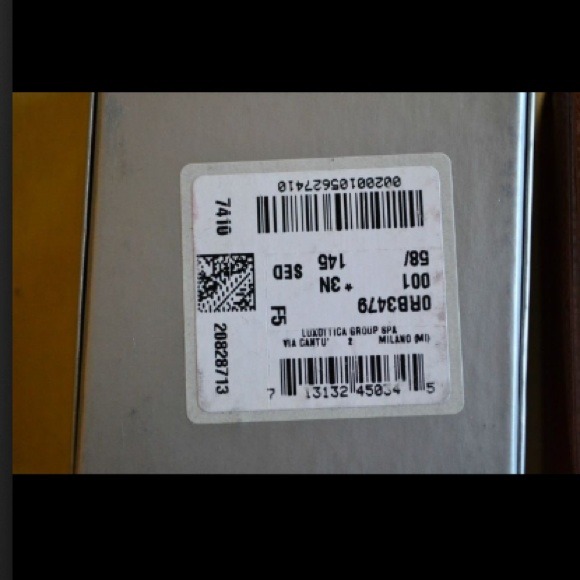 00200105627410
7410
58/ 145 SED
001 * 3N
0RB3479 F5
LUXOTTICA GROUP SPA
VIA CANTU' 2 MILANO (MI)
20828713
7 13132 45034 5